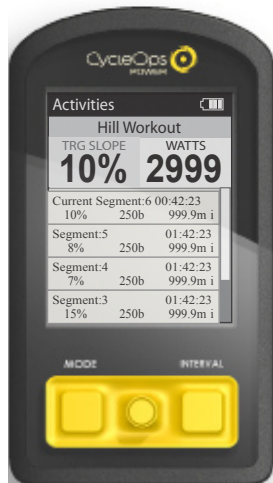 CycleOps
POWER
Activities
Hill Workout
TRG SLOPE WATTS
10% 2999
Current Segment:6 00:42:23
10% 250b 999.9m i
Segment:5 01:42:23
8% 250b 999.9m i
Segment:4 01:42:23
7% 250b 999.9m i
Segment:3 01:42:23
15% 250b 999.9m i
MODE INTERVAL